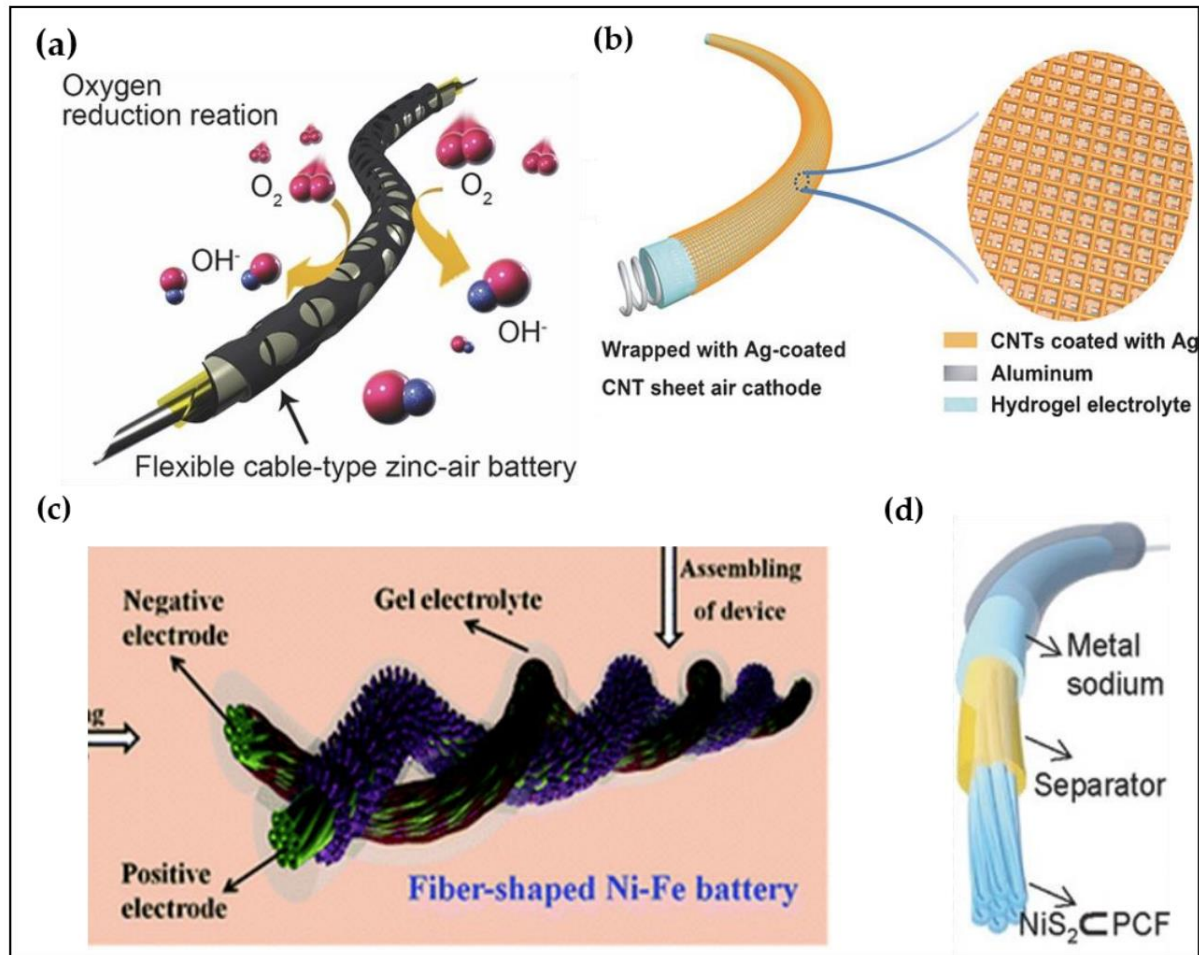 (a)
Oxygen
reduction reation
O2
O2
OH-
OH-
Flexible cable-type zinc-air battery
(b)
Wrapped with Ag-coated
CNT sheet air cathode
CNTs coated with Ag
Aluminum
Hydrogel electrolyte
(c)
Negative
electrode
Gel electrolyte
Assembling
of device
Positive
electrode
Fiber-shaped Ni-Fe battery
(d)
Metal
sodium
Separator
NiS2⊂PCF